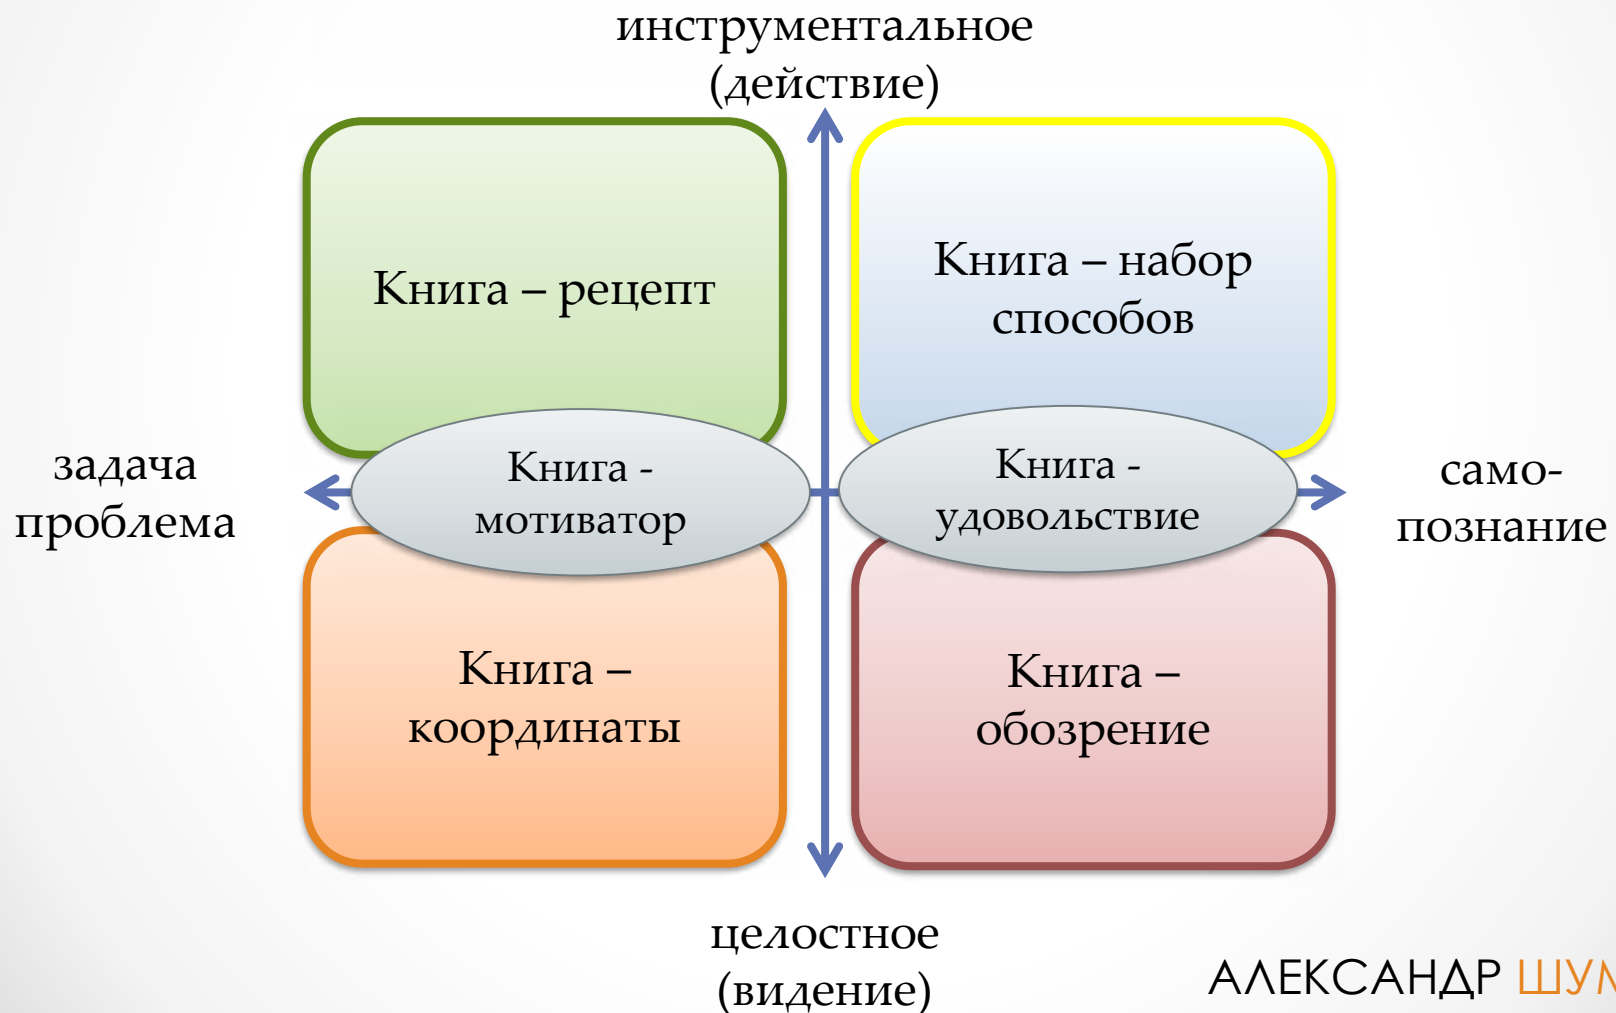 инструментальное
(действие)
Книга – рецепт
Книга – набор
способов
задача
проблема
Книга -
мотиватор
Книга -
удовольствие
само-
познание
Книга –
координаты
Книга –
обозрение
целостное
(видение)
АЛЕКСАНДР